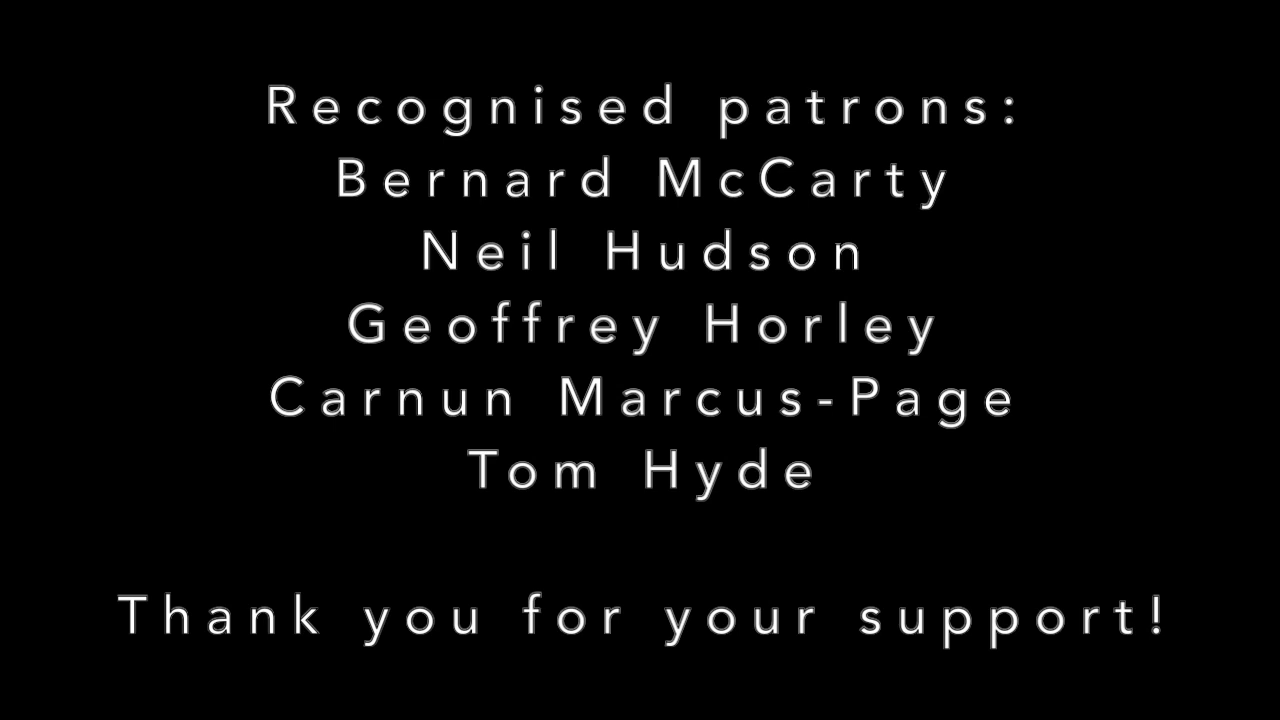 Recognised patrons:
Bernard McCarty
Neil Hudson
Geoffrey Horley
Carnun Marcus-Page
Tom Hyde
Thank you for your support!